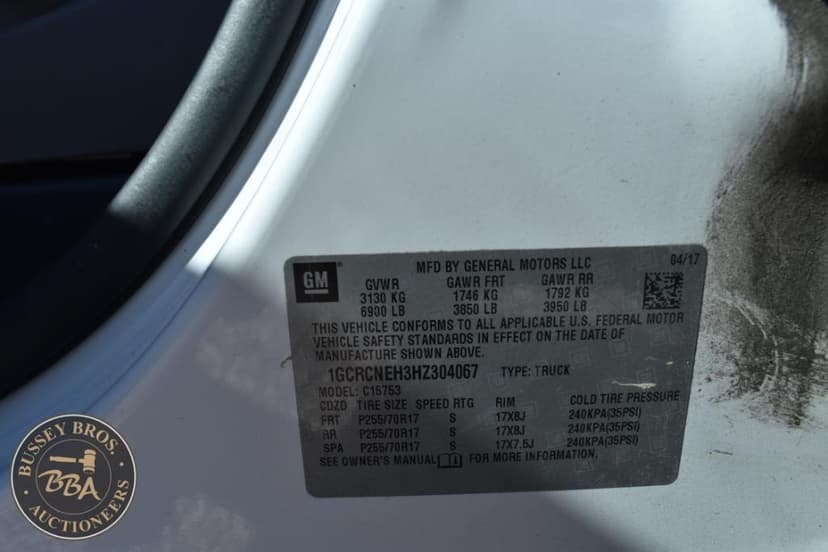 GM
MFD BY GENERAL MOTORS LLC 04/17
GVWR GAWR FRT GAWR RR
3130 KG 1746 KG 1792 KG
6900 LB 3850 LB 3950 LB
THIS VEHICLE CONFORMS TO ALL APPLICABLE U.S. FEDERAL MOTOR
VEHICLE SAFETY STANDARDS IN EFFECT ON THE DATE OF
MANUFACTURE SHOWN ABOVE.
1GCRCNEH3HZ304067 TYPE: TRUCK
MODEL: C15753
CDZD TIRE SIZE SPEED RTG RIM COLD TIRE PRESSURE
FRT P255/70R17 S 17X8J 240KPA(35PSI)
RR P255/70R17 S 17X8J 240KPA(35PSI)
SPA P255/70R17 S 17X7.5J 240KPA(35PSI)
SEE OWNER'S MANUAL FOR MORE INFORMATION.
BUSSEY BROS.
BBA
AUCTIONEERS